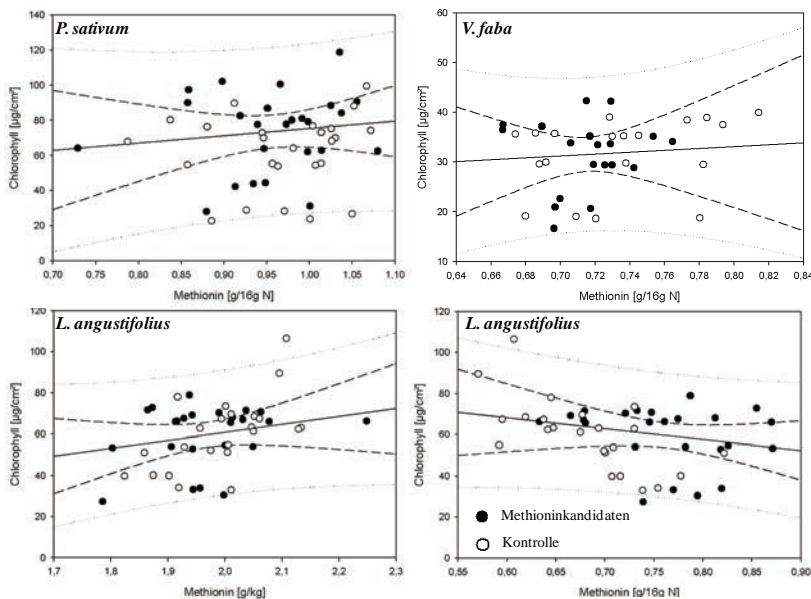 P. sativum
140
120
100
80
60
40
20
0
Chlorophyll [µg/cm²]
0,70 0,75 0,80 0,85 0,90 0,95 1,00 1,05 1,10
Methionin [g/16g N]
V. faba
60
50
40
30
20
10
Chlorophyll [µg/cm²]
0,64 0,66 0,68 0,70 0,72 0,74 0,76 0,78 0,80 0,82 0,84
Methionin [g/16g N]
L. angustifolius
120
100
80
60
40
20
0
Chlorophyll [µg/cm²]
1,7 1,8 1,9 2,0 2,1 2,2 2,3
Methionin [g/kg]
L. angustifolius
120
100
80
60
40
20
0
Chlorophyll [µg/cm²]
Methioninkandidaten
Kontrolle
0,55 0,60 0,65 0,70 0,75 0,80 0,85 0,90
Methionin [g/16g N]